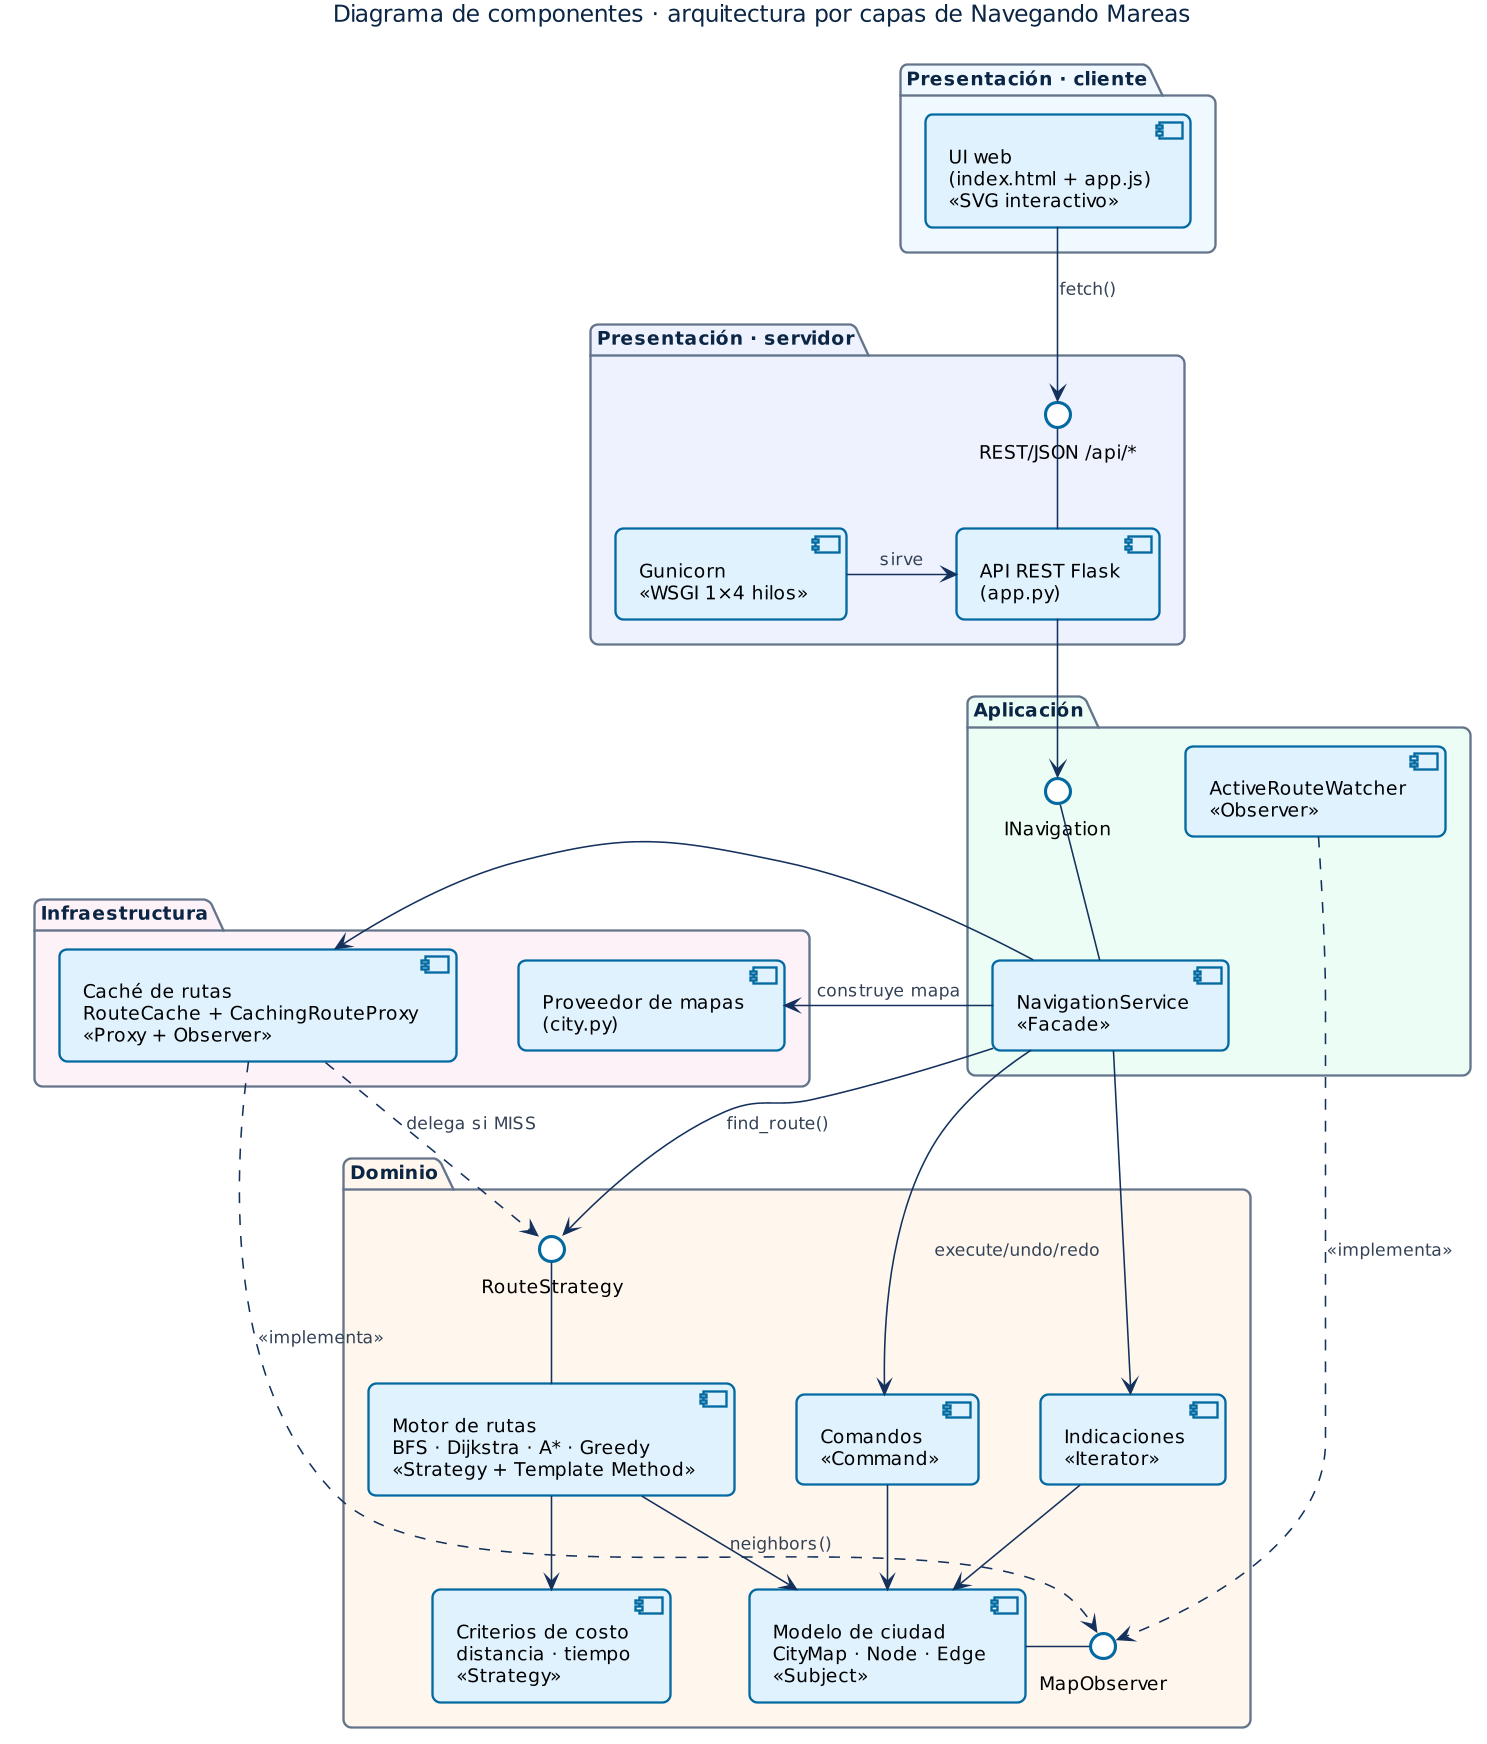 Diagrama de componentes · arquitectura por capas de Navegando Mareas
Presentación · cliente
UI web
(index.html + app.js)
«SVG interactivo»
fetch()
Presentación · servidor
REST/JSON /api/*
Gunicorn
«WSGI 1×4 hilos»
sirve
API REST Flask
(app.py)
Aplicación
ActiveRouteWatcher
«Observer»
INavigation
Infraestructura
Caché de rutas
RouteCache + CachingRouteProxy
«Proxy + Observer»
Proveedor de mapas
(city.py)
construye mapa
NavigationService
«Facade»
delega si MISS
find_route()
Dominio
RouteStrategy
execute/undo/redo
«implementa»
«implementa»
Motor de rutas
BFS · Dijkstra · A* · Greedy
«Strategy + Template Method»
Comandos
«Command»
Indicaciones
«Iterator»
neighbors()
Criterios de costo
distancia · tiempo
«Strategy»
Modelo de ciudad
CityMap · Node · Edge
«Subject»
MapObserver